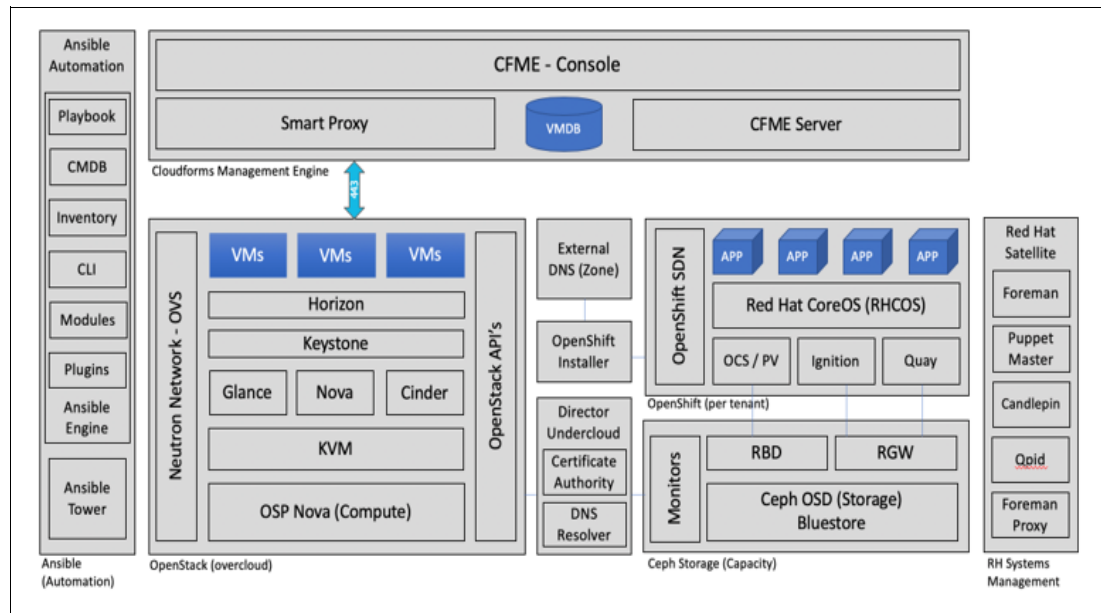 Ansible
Automation
Playbook
CMDB
Inventory
CLI
Modules
Plugins
Ansible
Engine
Ansible
Tower
Ansible
(Automation)
CFME - Console
Smart Proxy
VMDB
CFME Server
Cloudforms Management Engine
443
Neutron Network - OVS
VMs
VMs
VMs
Horizon
Keystone
Glance
Nova
Cinder
KVM
OSP Nova (Compute)
OpenStack API's
OpenStack (overcloud)
External
DNS (Zone)
OpenShift
Installer
Director
Undercloud
Certificate
Authority
DNS
Resolver
OpenShift SDN
APP
APP
APP
APP
Red Hat CoreOS (RHCOS)
OCS / PV
Ignition
Quay
OpenShift (per tenant)
Monitors
RBD
RGW
Ceph OSD (Storage)
Bluestore
Ceph Storage (Capacity)
Red Hat
Satellite
Foreman
Puppet
Master
Candlepin
Qpid
Foreman
Proxy
RH Systems
Management